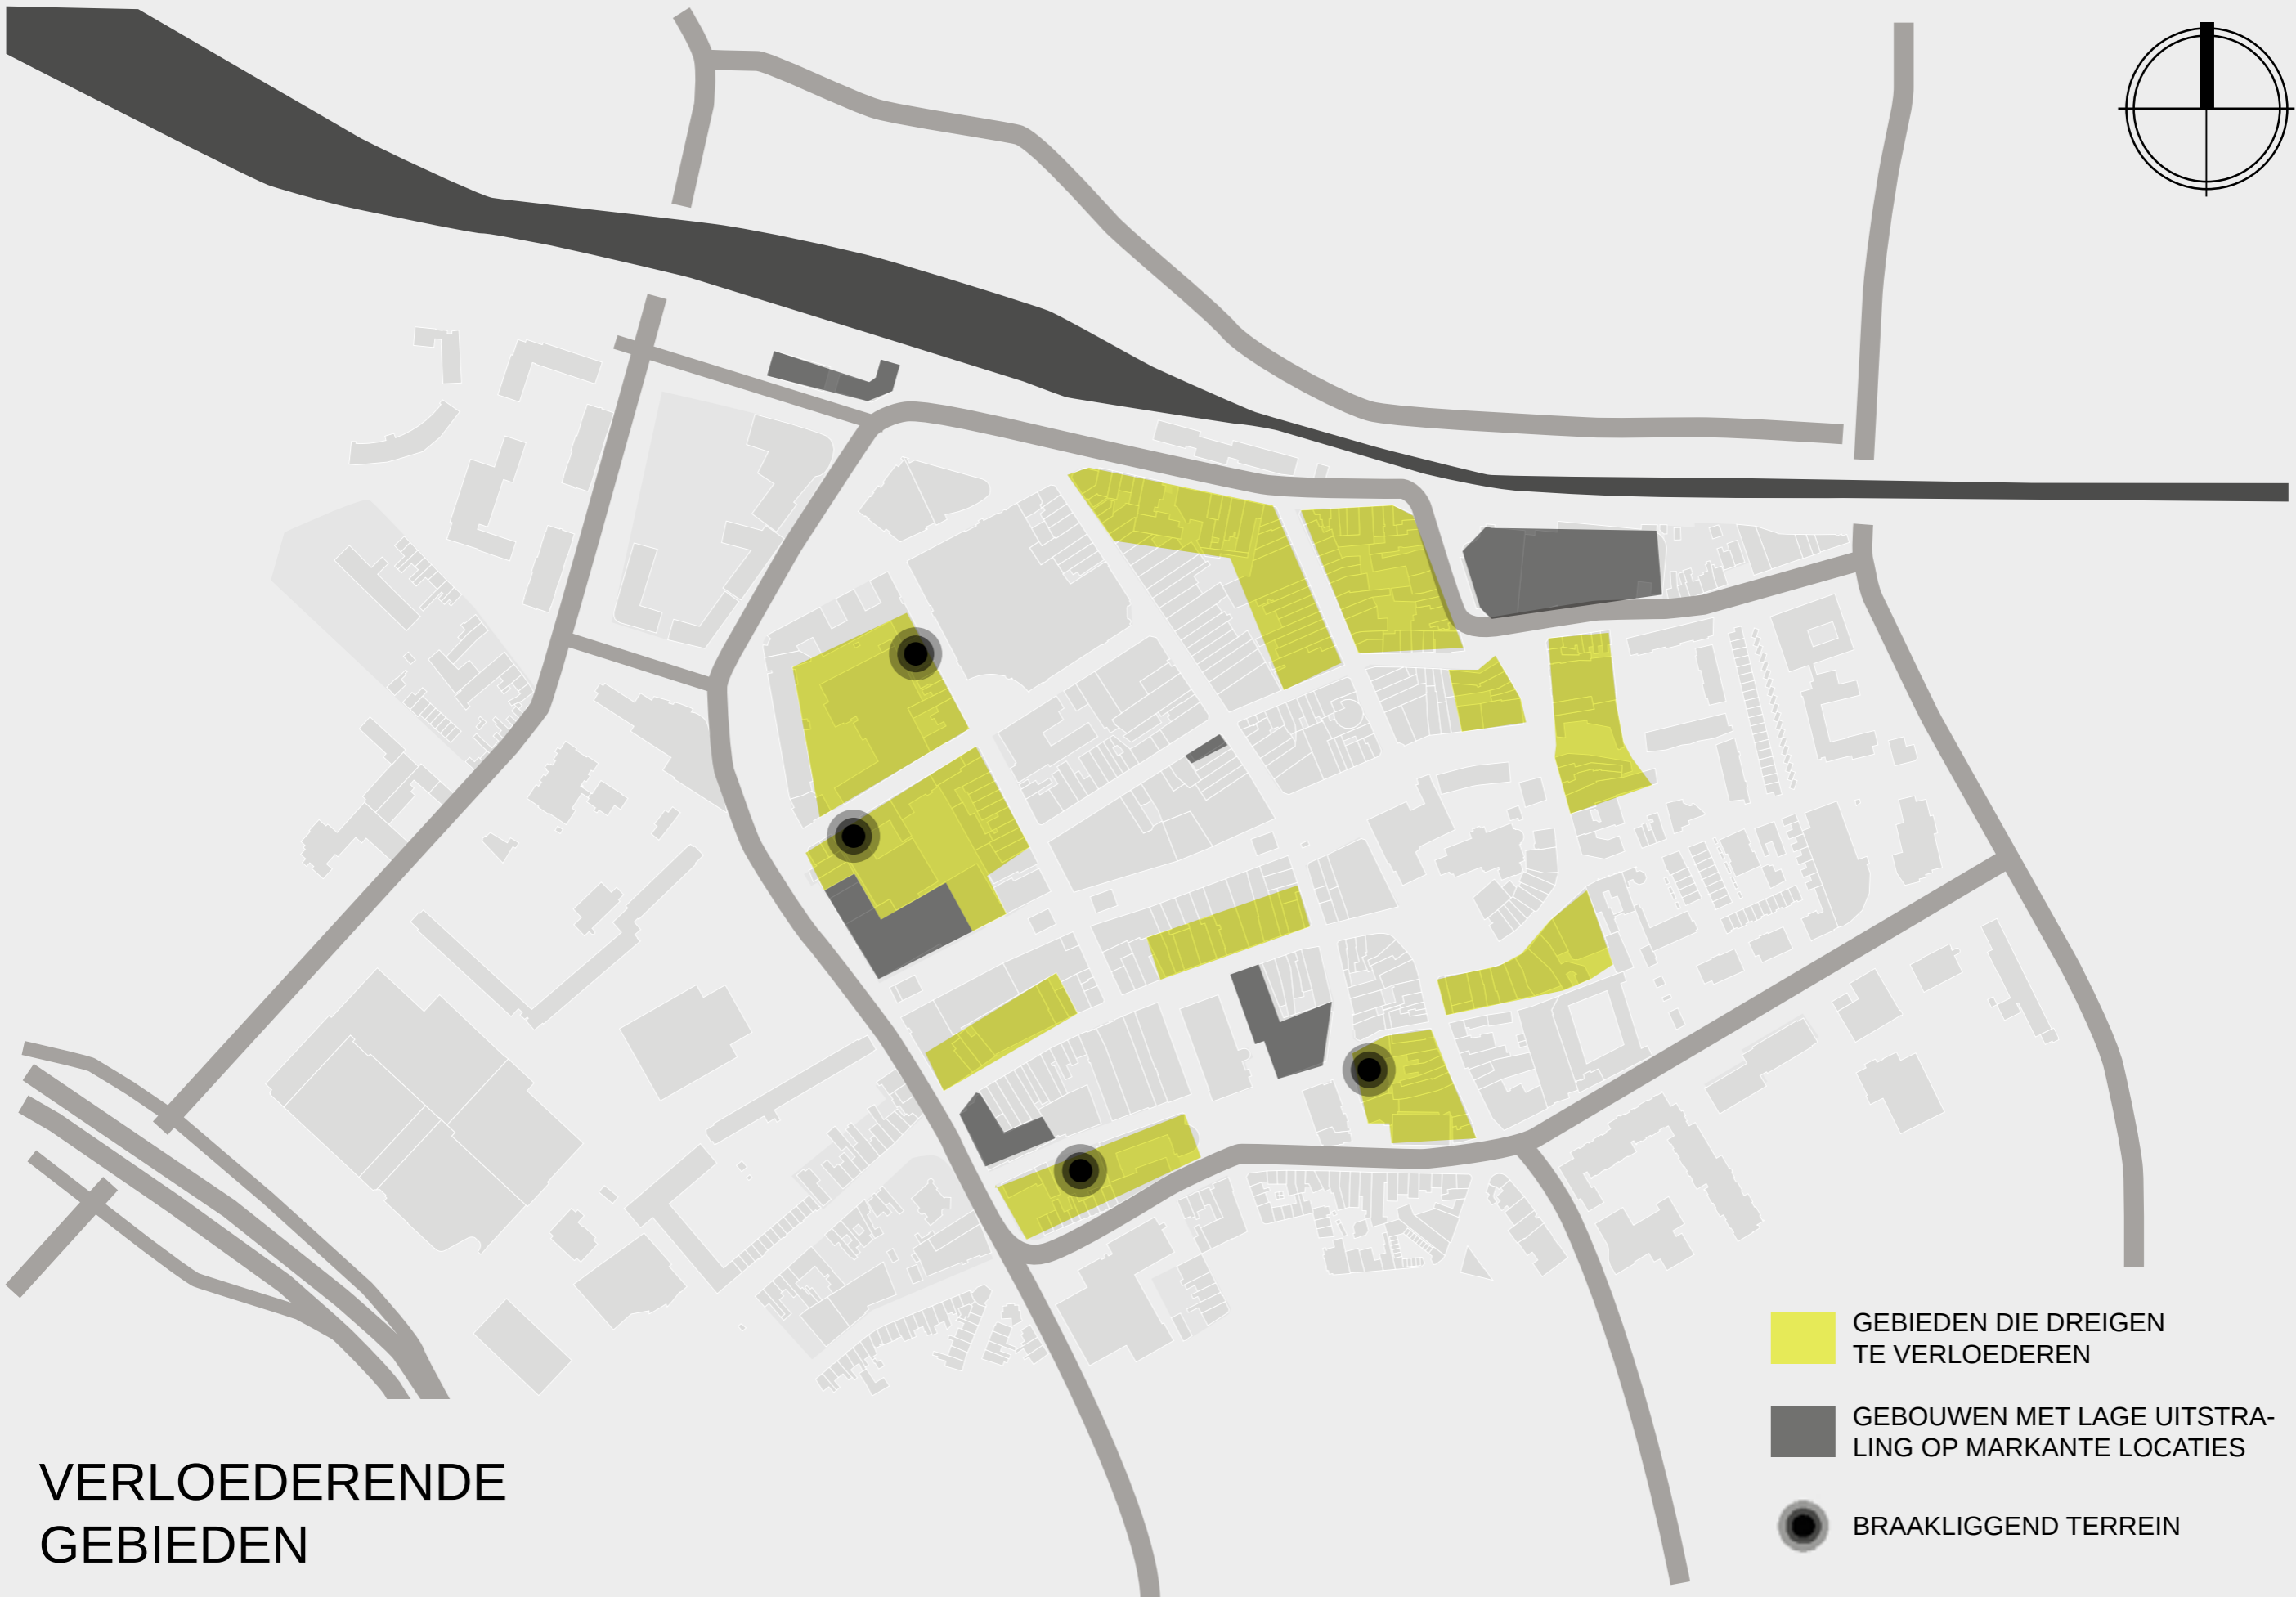 GEBIEDEN DIE DREIGEN
TE VERLOEDEREN
GEBOUWEN MET LAGE UITSTRA-
LING OP MARKANTE LOCATIES
BRAAKLIGGEND TERREIN
VERLOEDERENDE
GEBIEDEN